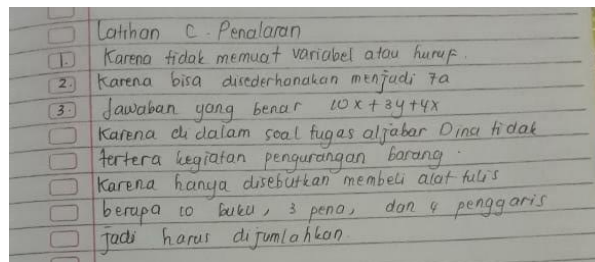 Latihan C. Penalaran
1. Karena tidak memuat variabel atau huruf.
2. Karena bisa disederhanakan menjadi 7a
3. Jawaban yang benar 10x + 3y + 4x
Karena di dalam soal tugas aljabar Dina tidak
tertera kegiatan pengurangan barang.
Karena hanya disebutkan membeli alat tulis
berapa 10 buku, 3 pena, dan 4 penggaris
jadi harus dijumlahkan.